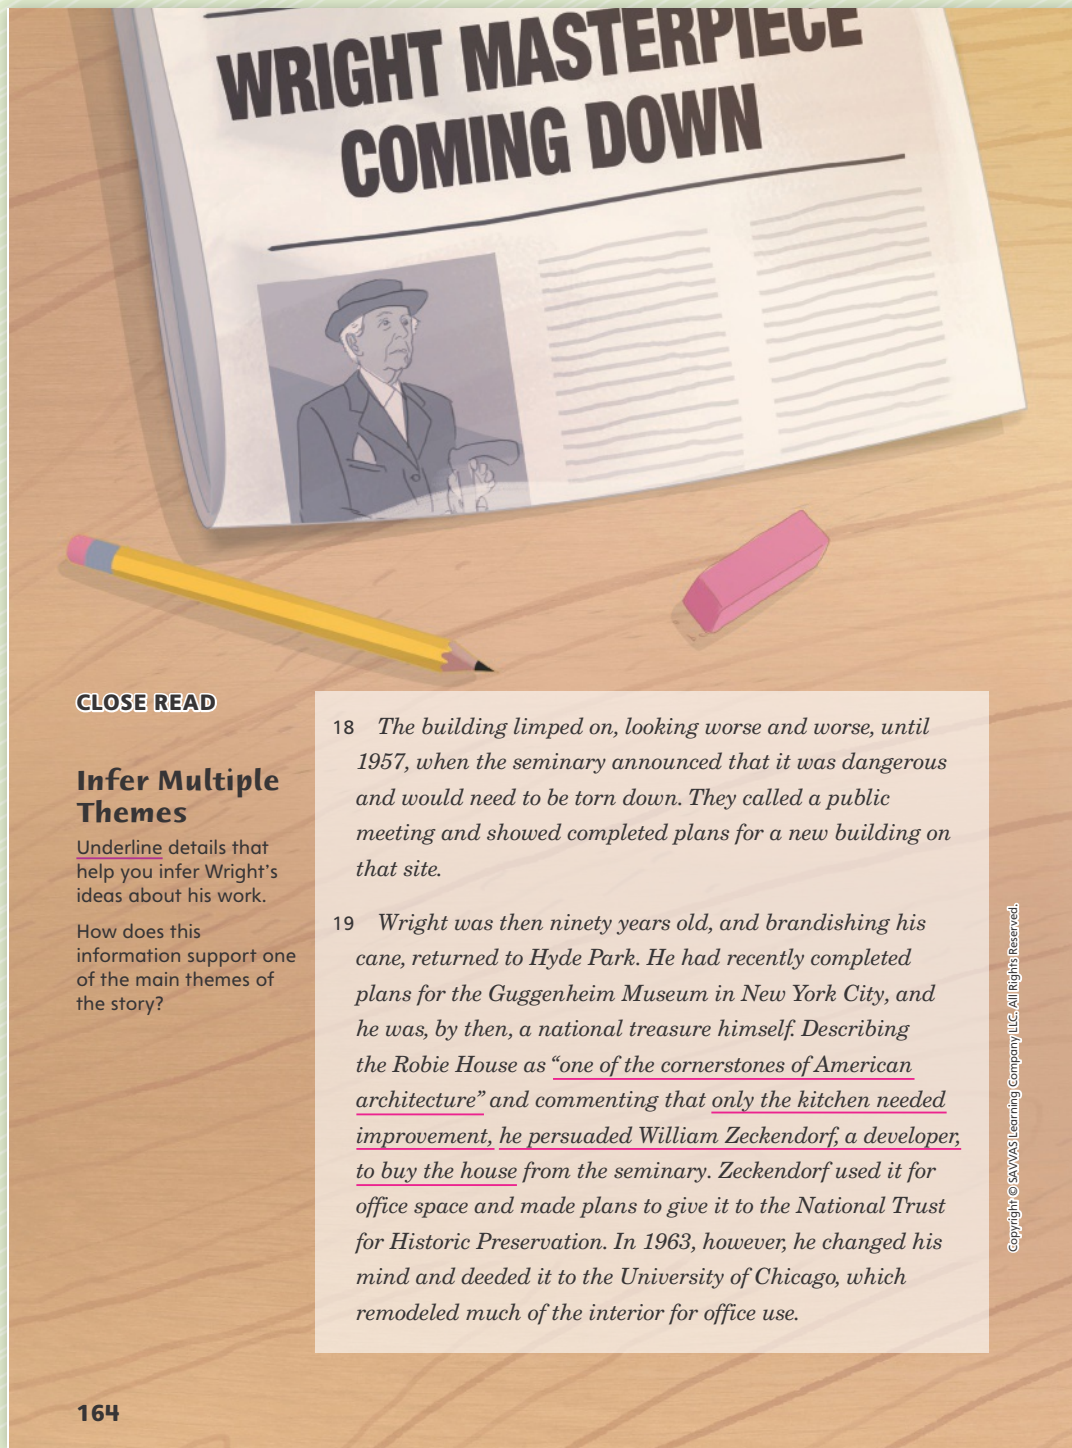 WRIGHT MASTERPIECE
COMING DOWN
CLOSE READ
Infer Multiple
Themes
Underline details that
help you infer Wright’s
ideas about his work.
How does this
information support one
of the main themes of
the story?
18 The building limped on, looking worse and worse, until
1957, when the seminary announced that it was dangerous
and would need to be torn down. They called a public
meeting and showed completed plans for a new building on
that site.
19 Wright was then ninety years old, and brandishing his
cane, returned to Hyde Park. He had recently completed
plans for the Guggenheim Museum in New York City, and
he was, by then, a national treasure himself. Describing
the Robie House as “one of the cornerstones of American
architecture” and commenting that only the kitchen needed
improvement, he persuaded William Zeckendorf, a developer,
to buy the house from the seminary. Zeckendorf used it for
office space and made plans to give it to the National Trust
for Historic Preservation. In 1963, however, he changed his
mind and deeded it to the University of Chicago, which
remodeled much of the interior for office use.
Copyright © SAVVAS Learning Company LLC. All Rights Reserved.
164